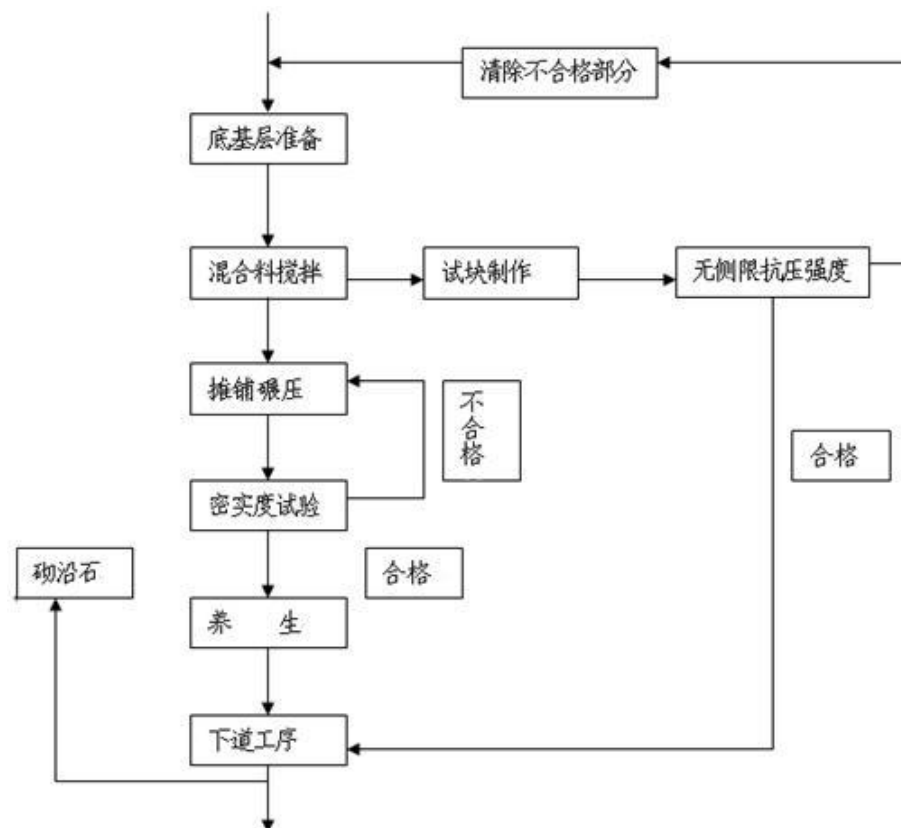 清除不合格部分
底基层准备
混合料搅拌
试块制作
无侧限抗压强度
摊铺碾压
不
合
格
合格
密实度试验
砌沿石
合格
养 生
下道工序